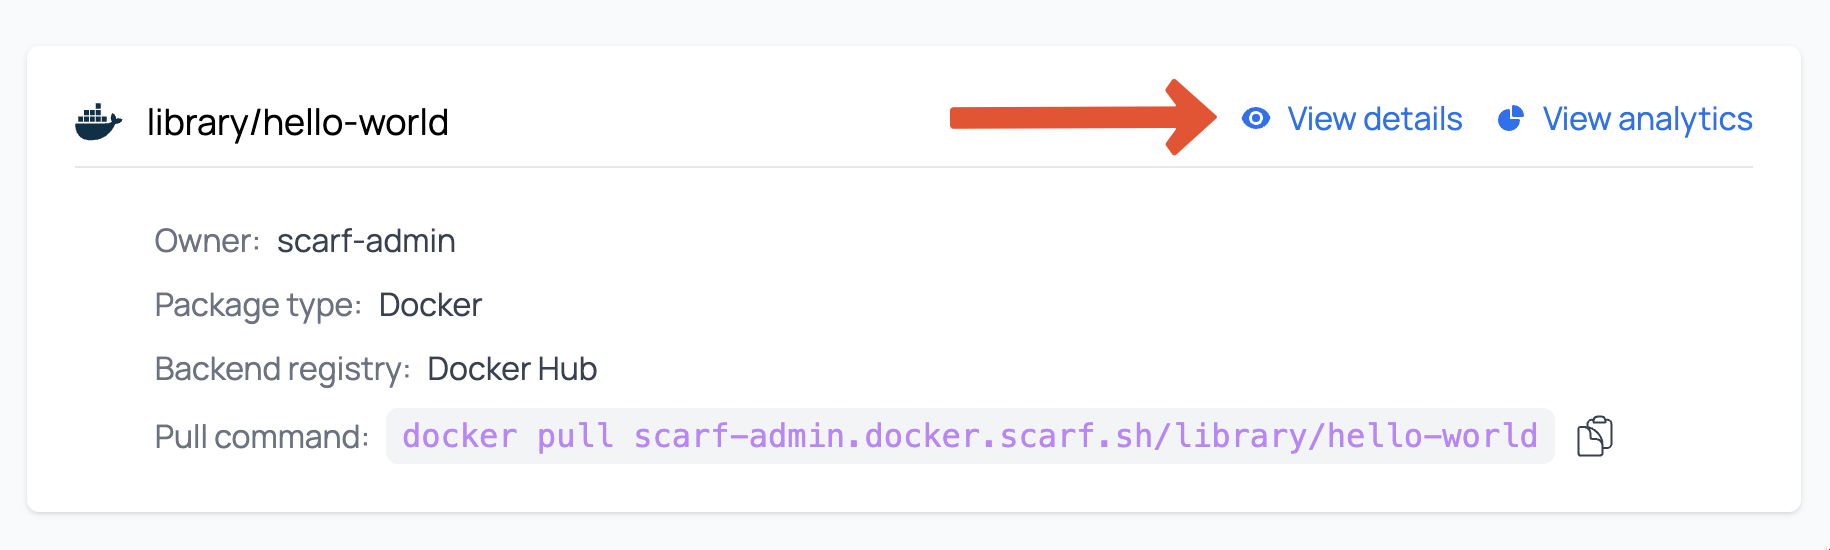 library/hello-world View details View analytics
Owner: scarf-admin
Package type: Docker
Backend registry: Docker Hub
Pull command: docker pull scarf-admin.docker.scarf.sh/library/hello-world